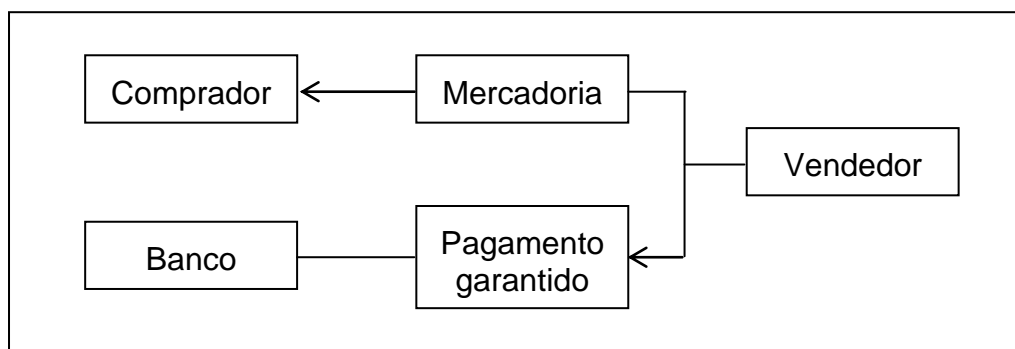 Comprador
Mercadoria
Vendedor
Banco
Pagamento
garantido